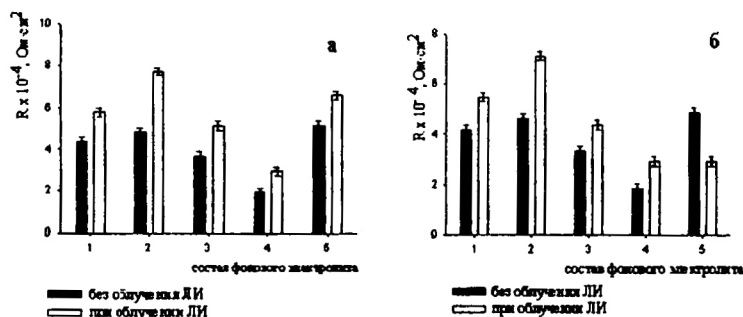 R x 10⁻⁴, Ом·см²
10
8
6
4
2
0
а
1 2 3 4 5
состав фонового электролита
без облучения ЛИ
при облучении ЛИ
R x 10⁻⁴, Ом·см²
8
6
4
2
0
б
1 2 3 4 5
состав фонового электролита
без облучения ЛИ
при облучении ЛИ